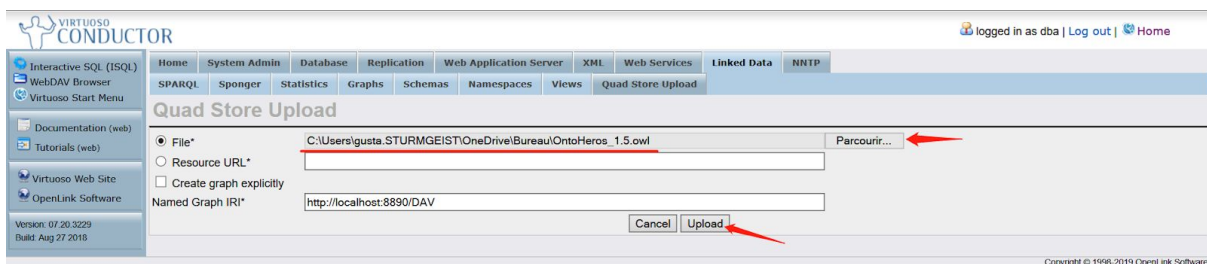 VIRTUOSO
CONDUCTOR
logged in as dba | Log out | Home
Interactive SQL (ISQL)
WebDAV Browser
Virtuoso Start Menu
Documentation (web)
Tutorials (web)
Virtuoso Web Site
OpenLink Software
Version: 07.20.3229
Build: Aug 27 2018
Home System Admin Database Replication Web Application Server XML Web Services Linked Data NNTP
SPARQL Sponger Statistics Graphs Schemas Namespaces Views Quad Store Upload
Quad Store Upload
File* C:\Users\gusta.STURMGEIST\OneDrive\Bureau\OntoHeros_1.5.owl Parcourir...
Resource URL*
Create graph explicitly
Named Graph IRI* http://localhost:8890/DAV
Cancel Upload
Copyright © 1998-2019 OpenLink Software